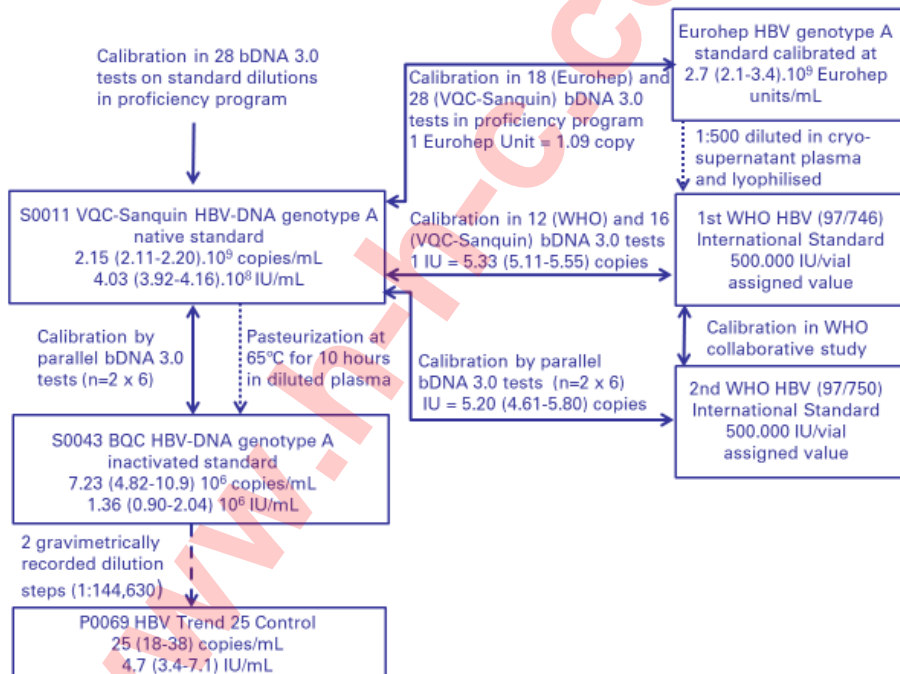 Calibration in 28 bDNA 3.0
tests on standard dilutions
in proficiency program
Calibration in 18 (Eurohep) and
28 (VQC-Sanquin) bDNA 3.0
tests in proficiency program
1 Eurohep Unit = 1.09 copy
Eurohep HBV genotype A
standard calibrated at
2.7 (2.1-3.4).10⁹ Eurohep
units/mL
1:500 diluted in cryo-
supernatant plasma
and lyophilised
S0011 VQC-Sanquin HBV-DNA genotype A
native standard
2.15 (2.11-2.20).10⁹ copies/mL
4.03 (3.92-4.16).10⁸ IU/mL
Calibration in 12 (WHO) and 16
(VQC-Sanquin) bDNA 3.0 tests
1 IU = 5.33 (5.11-5.55) copies
1st WHO HBV (97/746)
International Standard
500.000 IU/vial
assigned value
Calibration by
parallel bDNA 3.0
tests (n=2 x 6)
Pasteurization at
65ºC for 10 hours
in diluted plasma
Calibration by parallel
bDNA 3.0 tests (n=2 x 6)
IU = 5.20 (4.61-5.80) copies
Calibration in WHO
collaborative study
2nd WHO HBV (97/750)
International Standard
500.000 IU/vial
assigned value
S0043 BQC HBV-DNA genotype A
inactivated standard
7.23 (4.82-10.9) 10⁶ copies/mL
1.36 (0.90-2.04) 10⁶ IU/mL
2 gravimetrically
recorded dilution
steps (1:144,630)
P0069 HBV Trend 25 Control
25 (18-38) copies/mL
4.7 (3.4-7.1) IU/mL
www.h-h-c.co